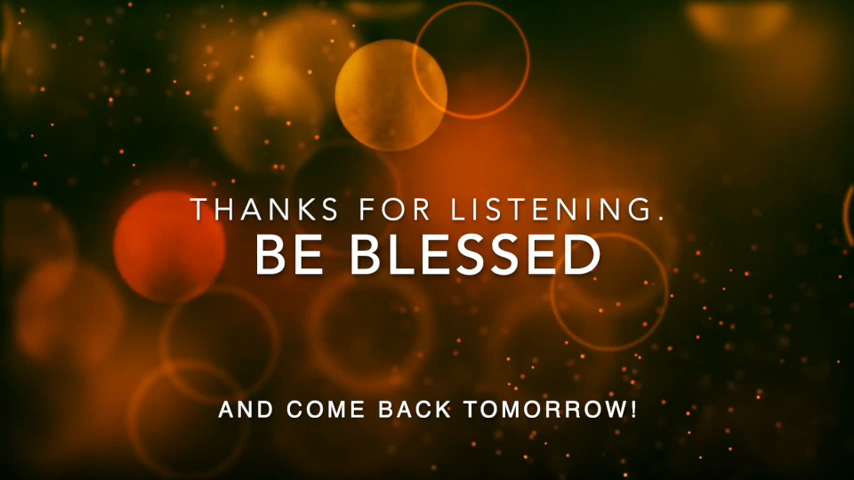 THANKS FOR LISTENING.
BE BLESSED
AND COME BACK TOMORROW!